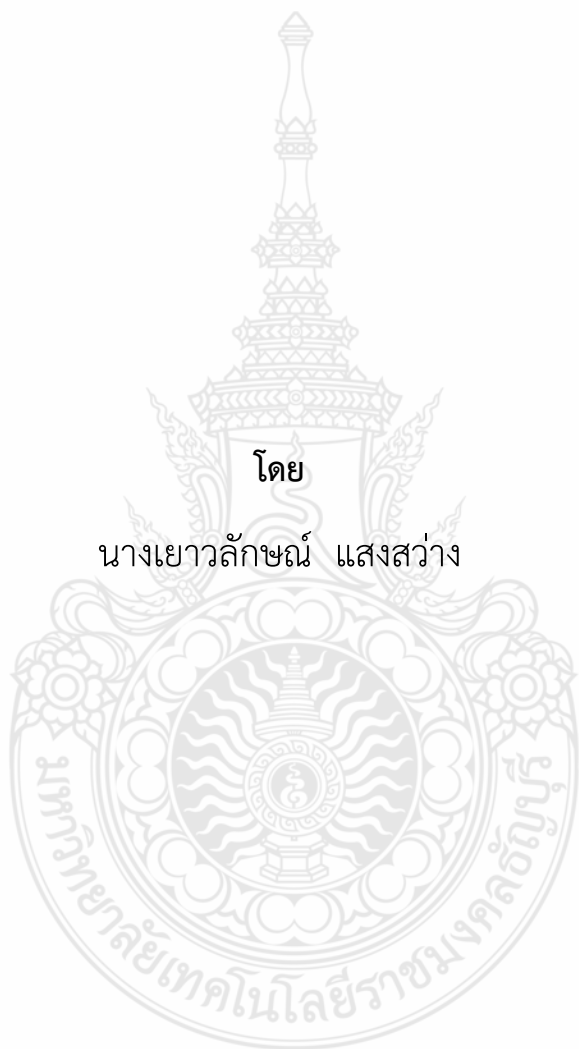 โดย
นางเยาวลักษณ์ แสงสว่าง
มหาวิทยาลัยเทคโนโลยีราชมงคลธัญบุรี